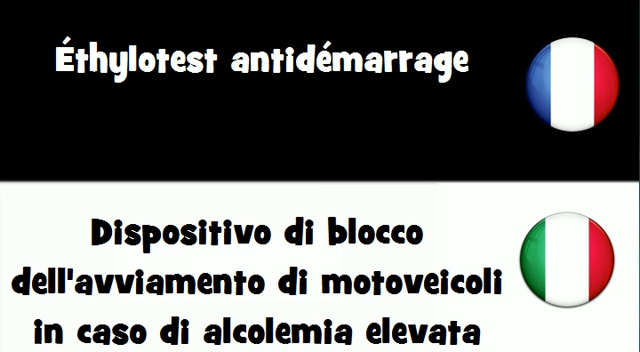 Éthylotest antidémarrage
Dispositivo di blocco
dell'avviamento di motoveicoli
in caso di alcolemia elevata